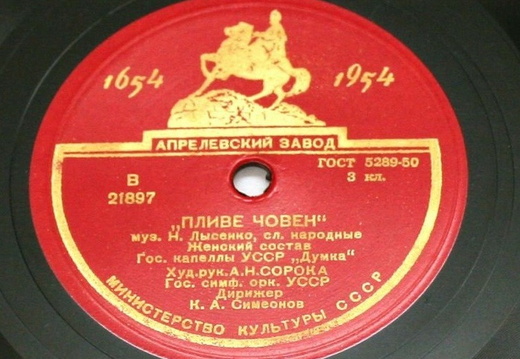 1654 1954
АПРЕЛЕВСКИЙ ЗАВОД
ГОСТ 5289-50
В 3 кл.
21897
„ПЛИВЕ ЧОВЕН“
муз. Н. Лысенко, сл. народные
Женский состав
Гос. капеллы УССР „Думка“
Худ.рук. А.Н.СОРОКА
Гос. симф. орк. УССР
Дирижер
К. А. Симеонов
МИНИСТЕРСТВО КУЛЬТУРЫ СССР